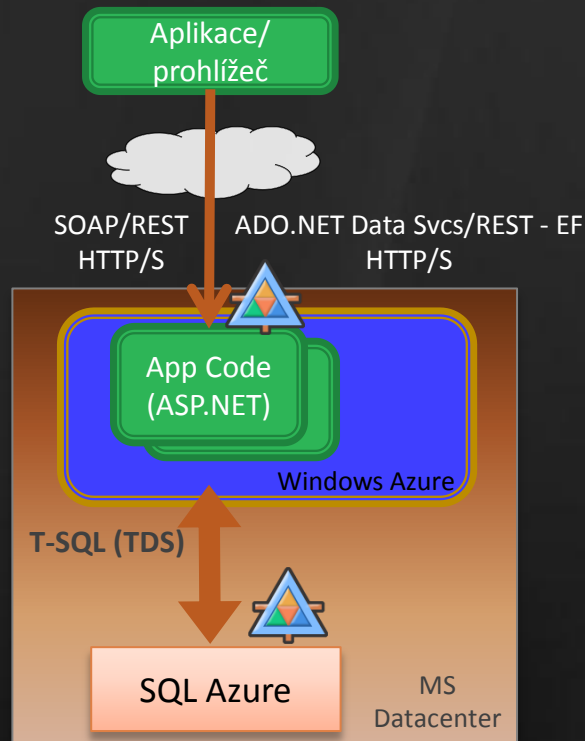 Aplikace/
prohlížeč
SOAP/REST
HTTP/S
ADO.NET Data Svcs/REST - EF
HTTP/S
App Code
(ASP.NET)
Windows Azure
T-SQL (TDS)
SQL Azure
MS
Datacenter